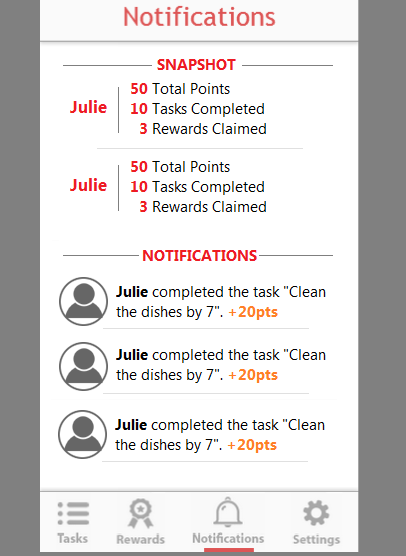 Notifications
SNAPSHOT
Julie
50 Total Points
10 Tasks Completed
3 Rewards Claimed
Julie
50 Total Points
10 Tasks Completed
3 Rewards Claimed
NOTIFICATIONS
Julie completed the task "Clean
the dishes by 7". +20pts
Julie completed the task "Clean
the dishes by 7". +20pts
Julie completed the task "Clean
the dishes by 7". +20pts
Tasks Rewards Notifications Settings